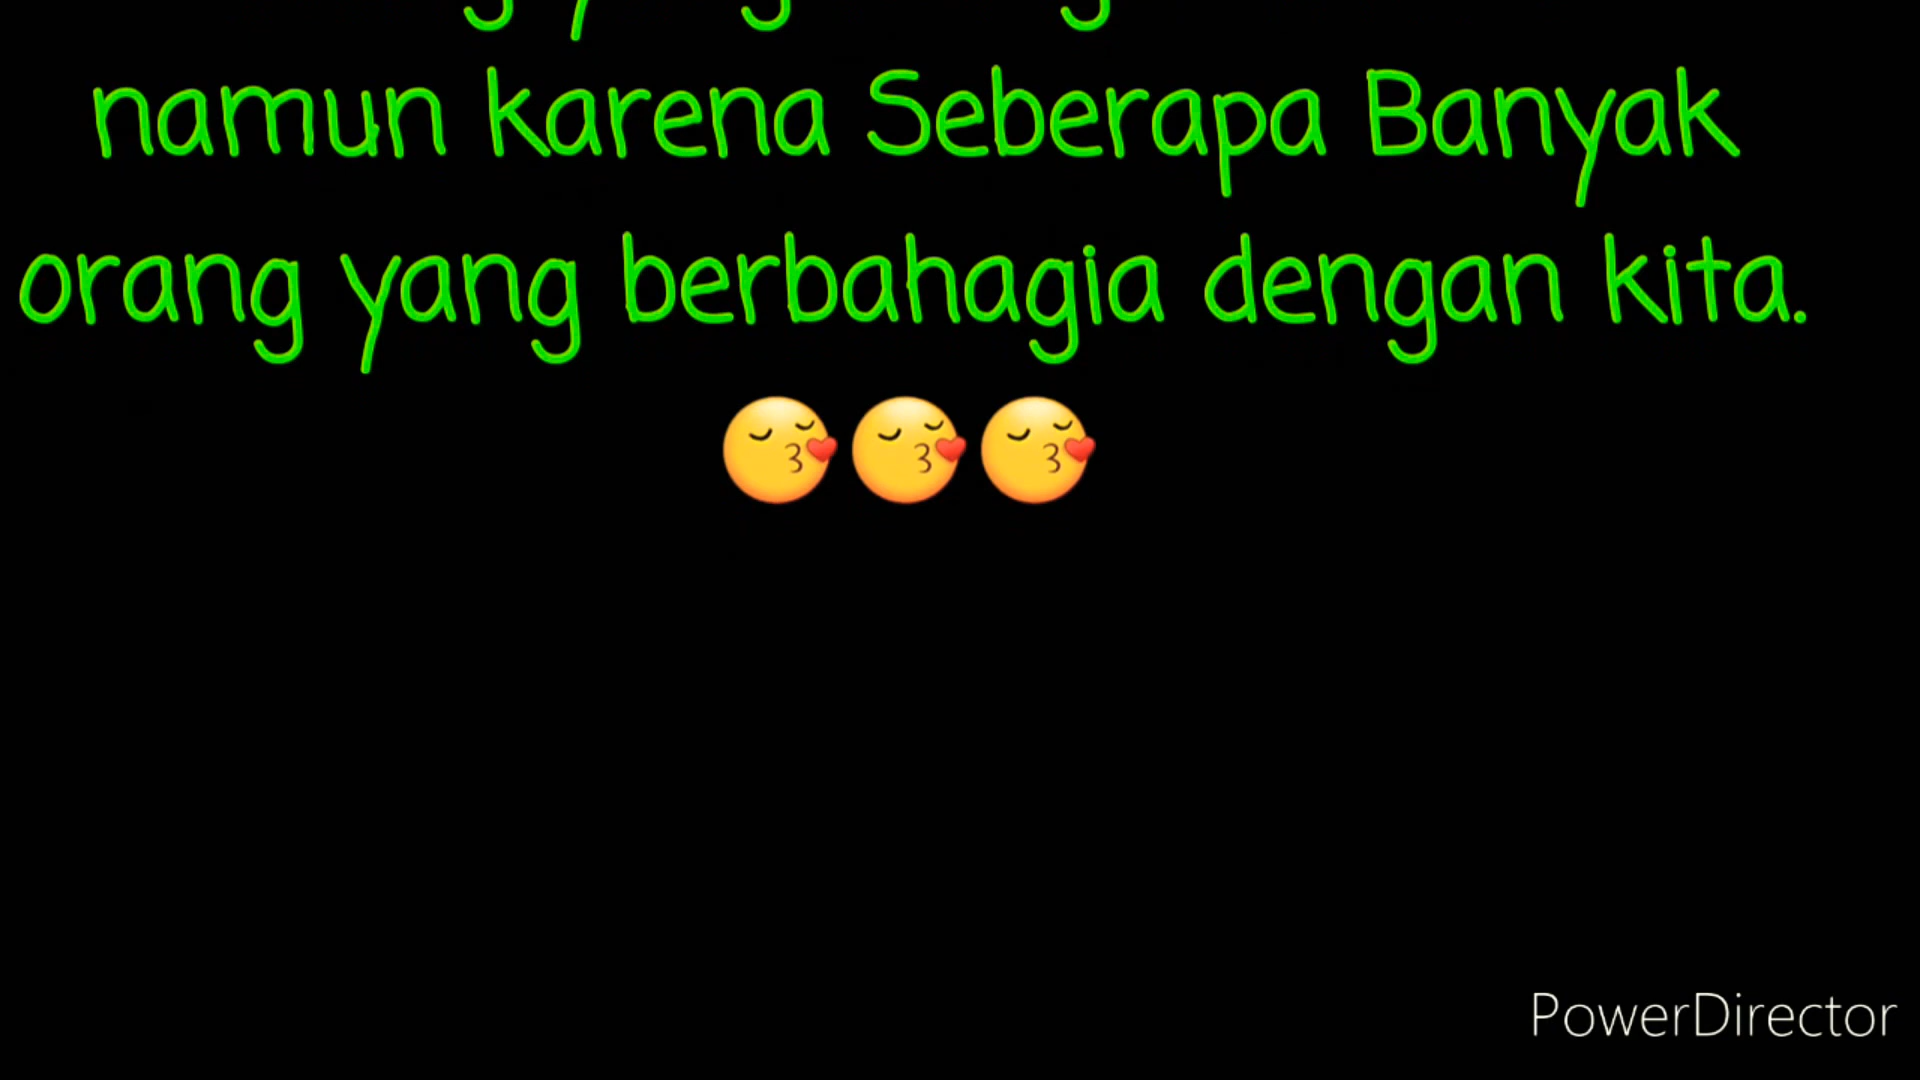 namun karena Seberapa Banyak
orang yang berbahagia dengan kita.
😚❤😚❤😚❤
PowerDirector